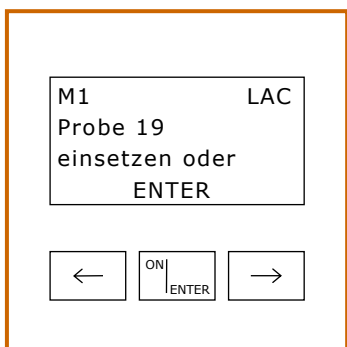 M1 LAC
Probe 19
einsetzen oder
ENTER
← ON ENTER →